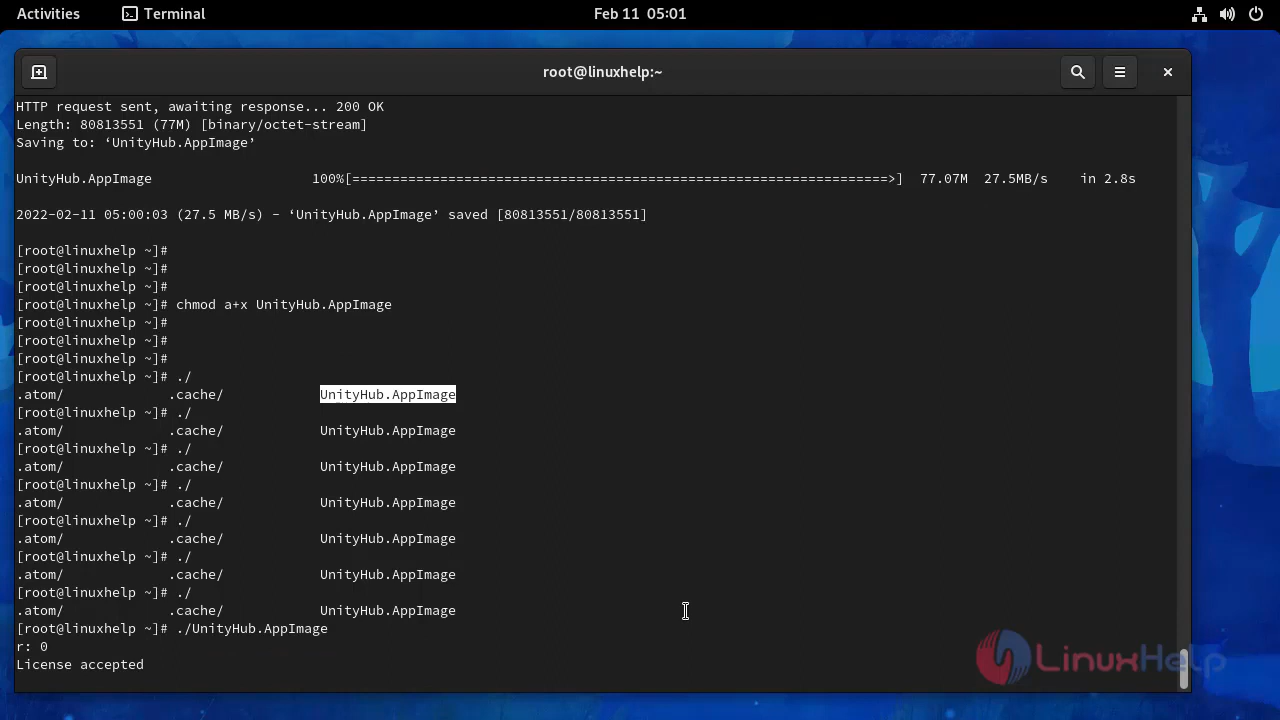 Activities Terminal Feb 11 05:01
root@linuxhelp:~
HTTP request sent, awaiting response... 200 OK
Length: 80813551 (77M) [binary/octet-stream]
Saving to: ‘UnityHub.AppImage’
UnityHub.AppImage 100%[===================================================================>] 77.07M 27.5MB/s in 2.8s
2022-02-11 05:00:03 (27.5 MB/s) - ‘UnityHub.AppImage’ saved [80813551/80813551]
[root@linuxhelp ~]#
[root@linuxhelp ~]#
[root@linuxhelp ~]#
[root@linuxhelp ~]# chmod a+x UnityHub.AppImage
[root@linuxhelp ~]#
[root@linuxhelp ~]#
[root@linuxhelp ~]#
[root@linuxhelp ~]# ./
.atom/ .cache/ UnityHub.AppImage
[root@linuxhelp ~]# ./
.atom/ .cache/ UnityHub.AppImage
[root@linuxhelp ~]# ./
.atom/ .cache/ UnityHub.AppImage
[root@linuxhelp ~]# ./
.atom/ .cache/ UnityHub.AppImage
[root@linuxhelp ~]# ./
.atom/ .cache/ UnityHub.AppImage
[root@linuxhelp ~]# ./
.atom/ .cache/ UnityHub.AppImage
[root@linuxhelp ~]# ./
.atom/ .cache/ UnityHub.AppImage
[root@linuxhelp ~]# ./UnityHub.AppImage
r: 0
License accepted
LinuxHelp